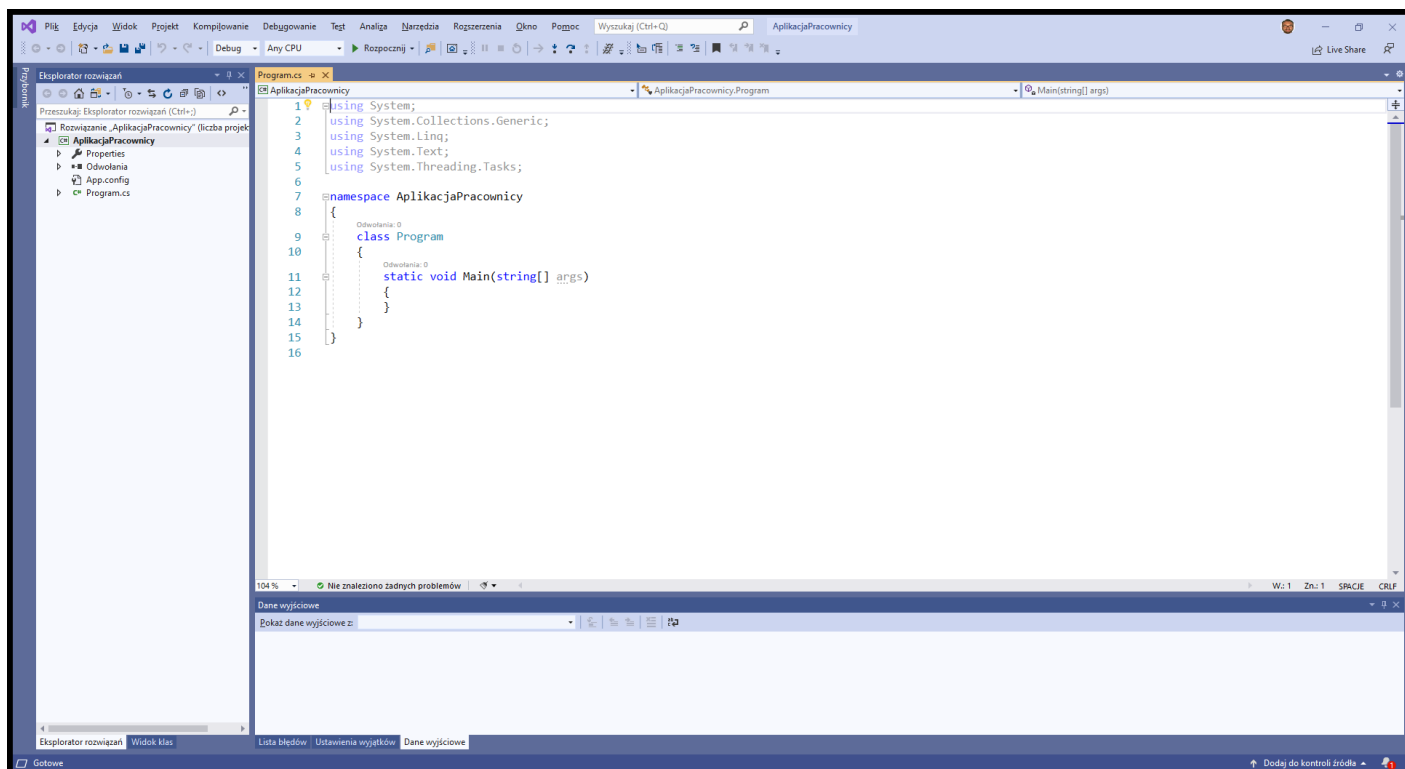 Plik Edycja Widok Projekt Kompilowanie Debugowanie Test Analiza Narzędzia Rozszerzenia Okno Pomoc Wyszukaj (Ctrl+Q) AplikacjaPracownicy
Debug Any CPU Rozpocznij Live Share
Przybornik
Eksplorator rozwiązań
Przeszukaj: Eksplorator rozwiązań (Ctrl+;)
Rozwiązanie „AplikacjaPracownicy" (liczba projek
C# AplikacjaPracownicy
Properties
Odwołania
App.config
C# Program.cs
Eksplorator rozwiązań Widok klas
Program.cs
C# AplikacjaPracownicy AplikacjaPracownicy.Program Main(string[] args)
1 using System;
2 using System.Collections.Generic;
3 using System.Linq;
4 using System.Text;
5 using System.Threading.Tasks;
6
7 namespace AplikacjaPracownicy
8 {
Odwołania: 0
9 class Program
10 {
Odwołania: 0
11 static void Main(string[] args)
12 {
13 }
14 }
15 }
16
104 % Nie znaleziono żadnych problemów W.: 1 Zn.: 1 SPACJE CRLF
Dane wyjściowe
Pokaż dane wyjściowe z:
Lista błędów Ustawienia wyjątków Dane wyjściowe
Gotowe Dodaj do kontroli źródła 1